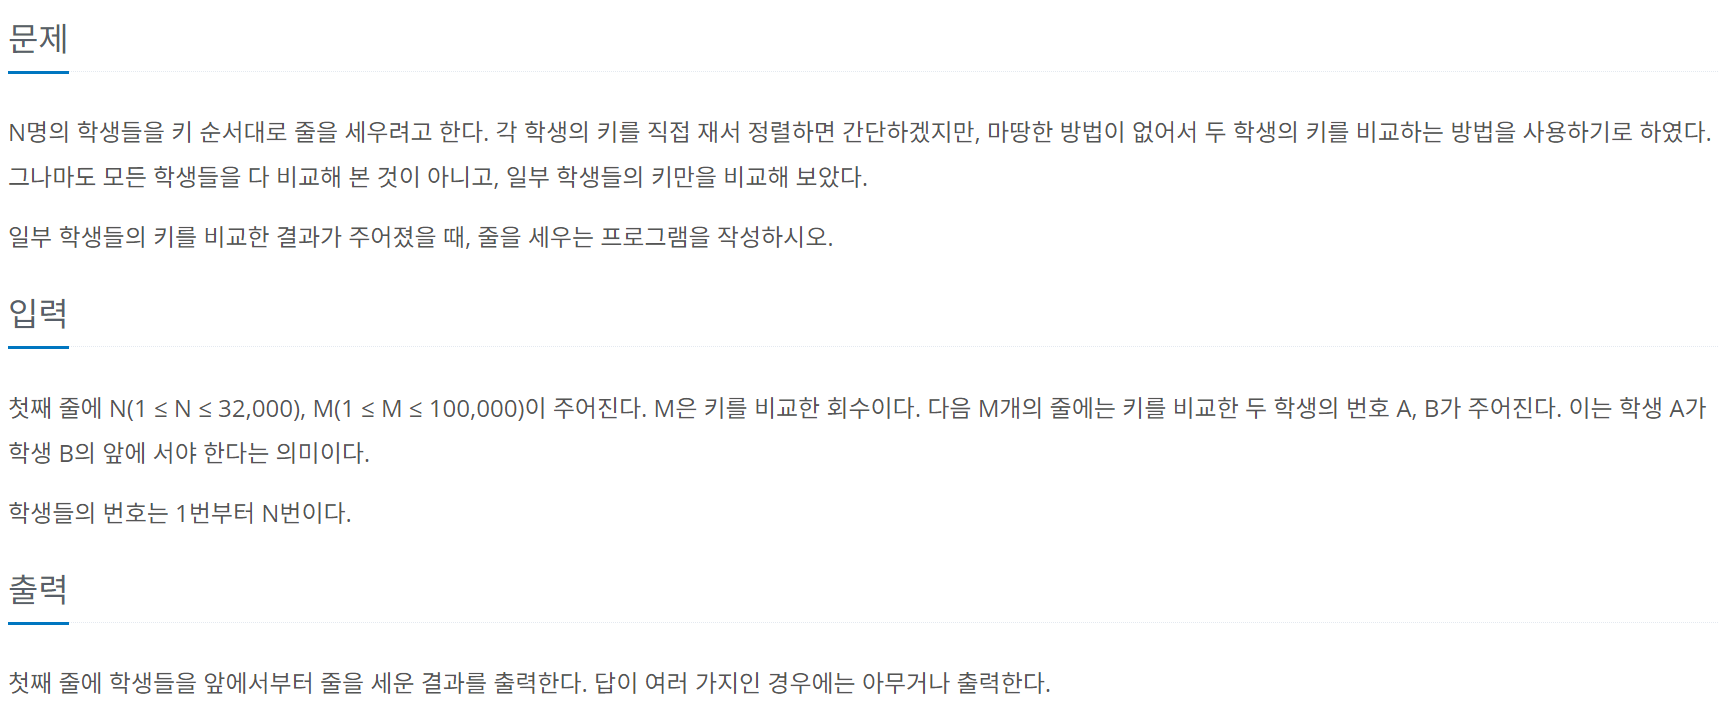 문제
N명의 학생들을 키 순서대로 줄을 세우려고 한다. 각 학생의 키를 직접 재서 정렬하면 간단하겠지만, 마땅한 방법이 없어서 두 학생의 키를 비교하는 방법을 사용하기로 하였다.
그나마도 모든 학생들을 다 비교해 본 것이 아니고, 일부 학생들의 키만을 비교해 보았다.
일부 학생들의 키를 비교한 결과가 주어졌을 때, 줄을 세우는 프로그램을 작성하시오.
입력
첫째 줄에 N(1 ≤ N ≤ 32,000), M(1 ≤ M ≤ 100,000)이 주어진다. M은 키를 비교한 회수이다. 다음 M개의 줄에는 키를 비교한 두 학생의 번호 A, B가 주어진다. 이는 학생 A가
학생 B의 앞에 서야 한다는 의미이다.
학생들의 번호는 1번부터 N번이다.
출력
첫째 줄에 학생들을 앞에서부터 줄을 세운 결과를 출력한다. 답이 여러 가지인 경우에는 아무거나 출력한다.